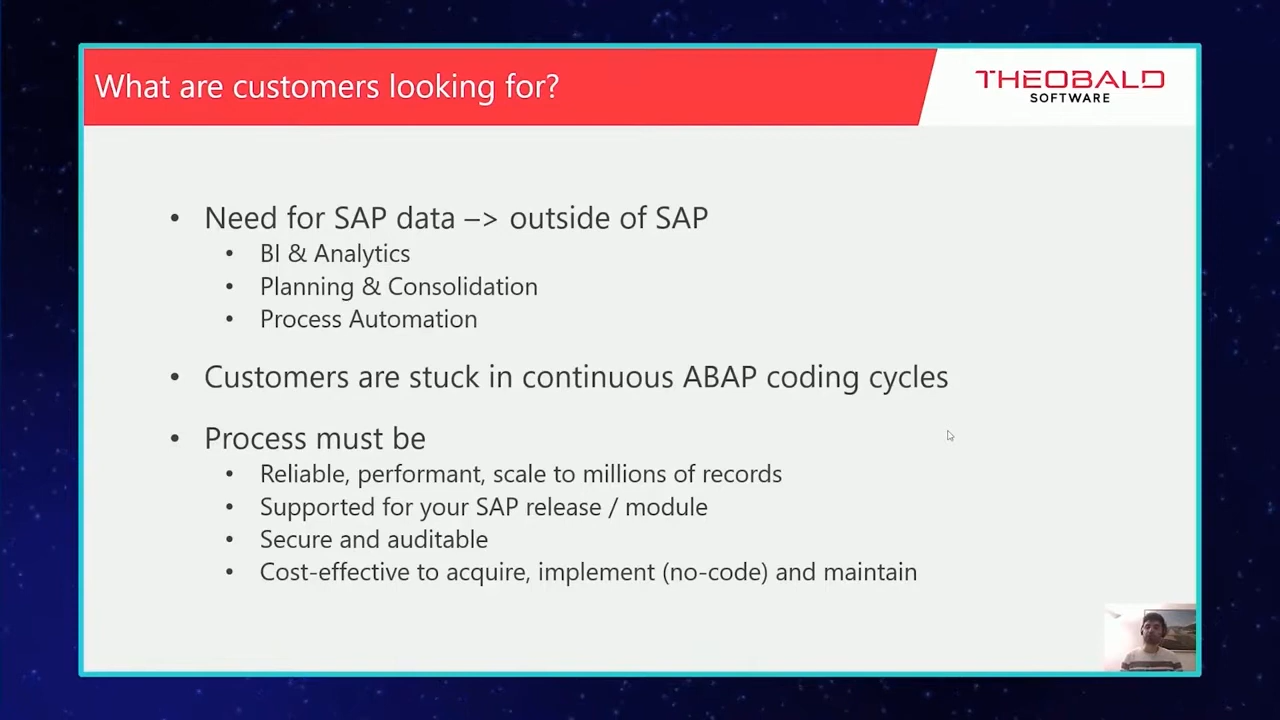 What are customers looking for?
THEOBALD
SOFTWARE
• Need for SAP data –> outside of SAP
• BI & Analytics
• Planning & Consolidation
• Process Automation
• Customers are stuck in continuous ABAP coding cycles
• Process must be
• Reliable, performant, scale to millions of records
• Supported for your SAP release / module
• Secure and auditable
• Cost-effective to acquire, implement (no-code) and maintain